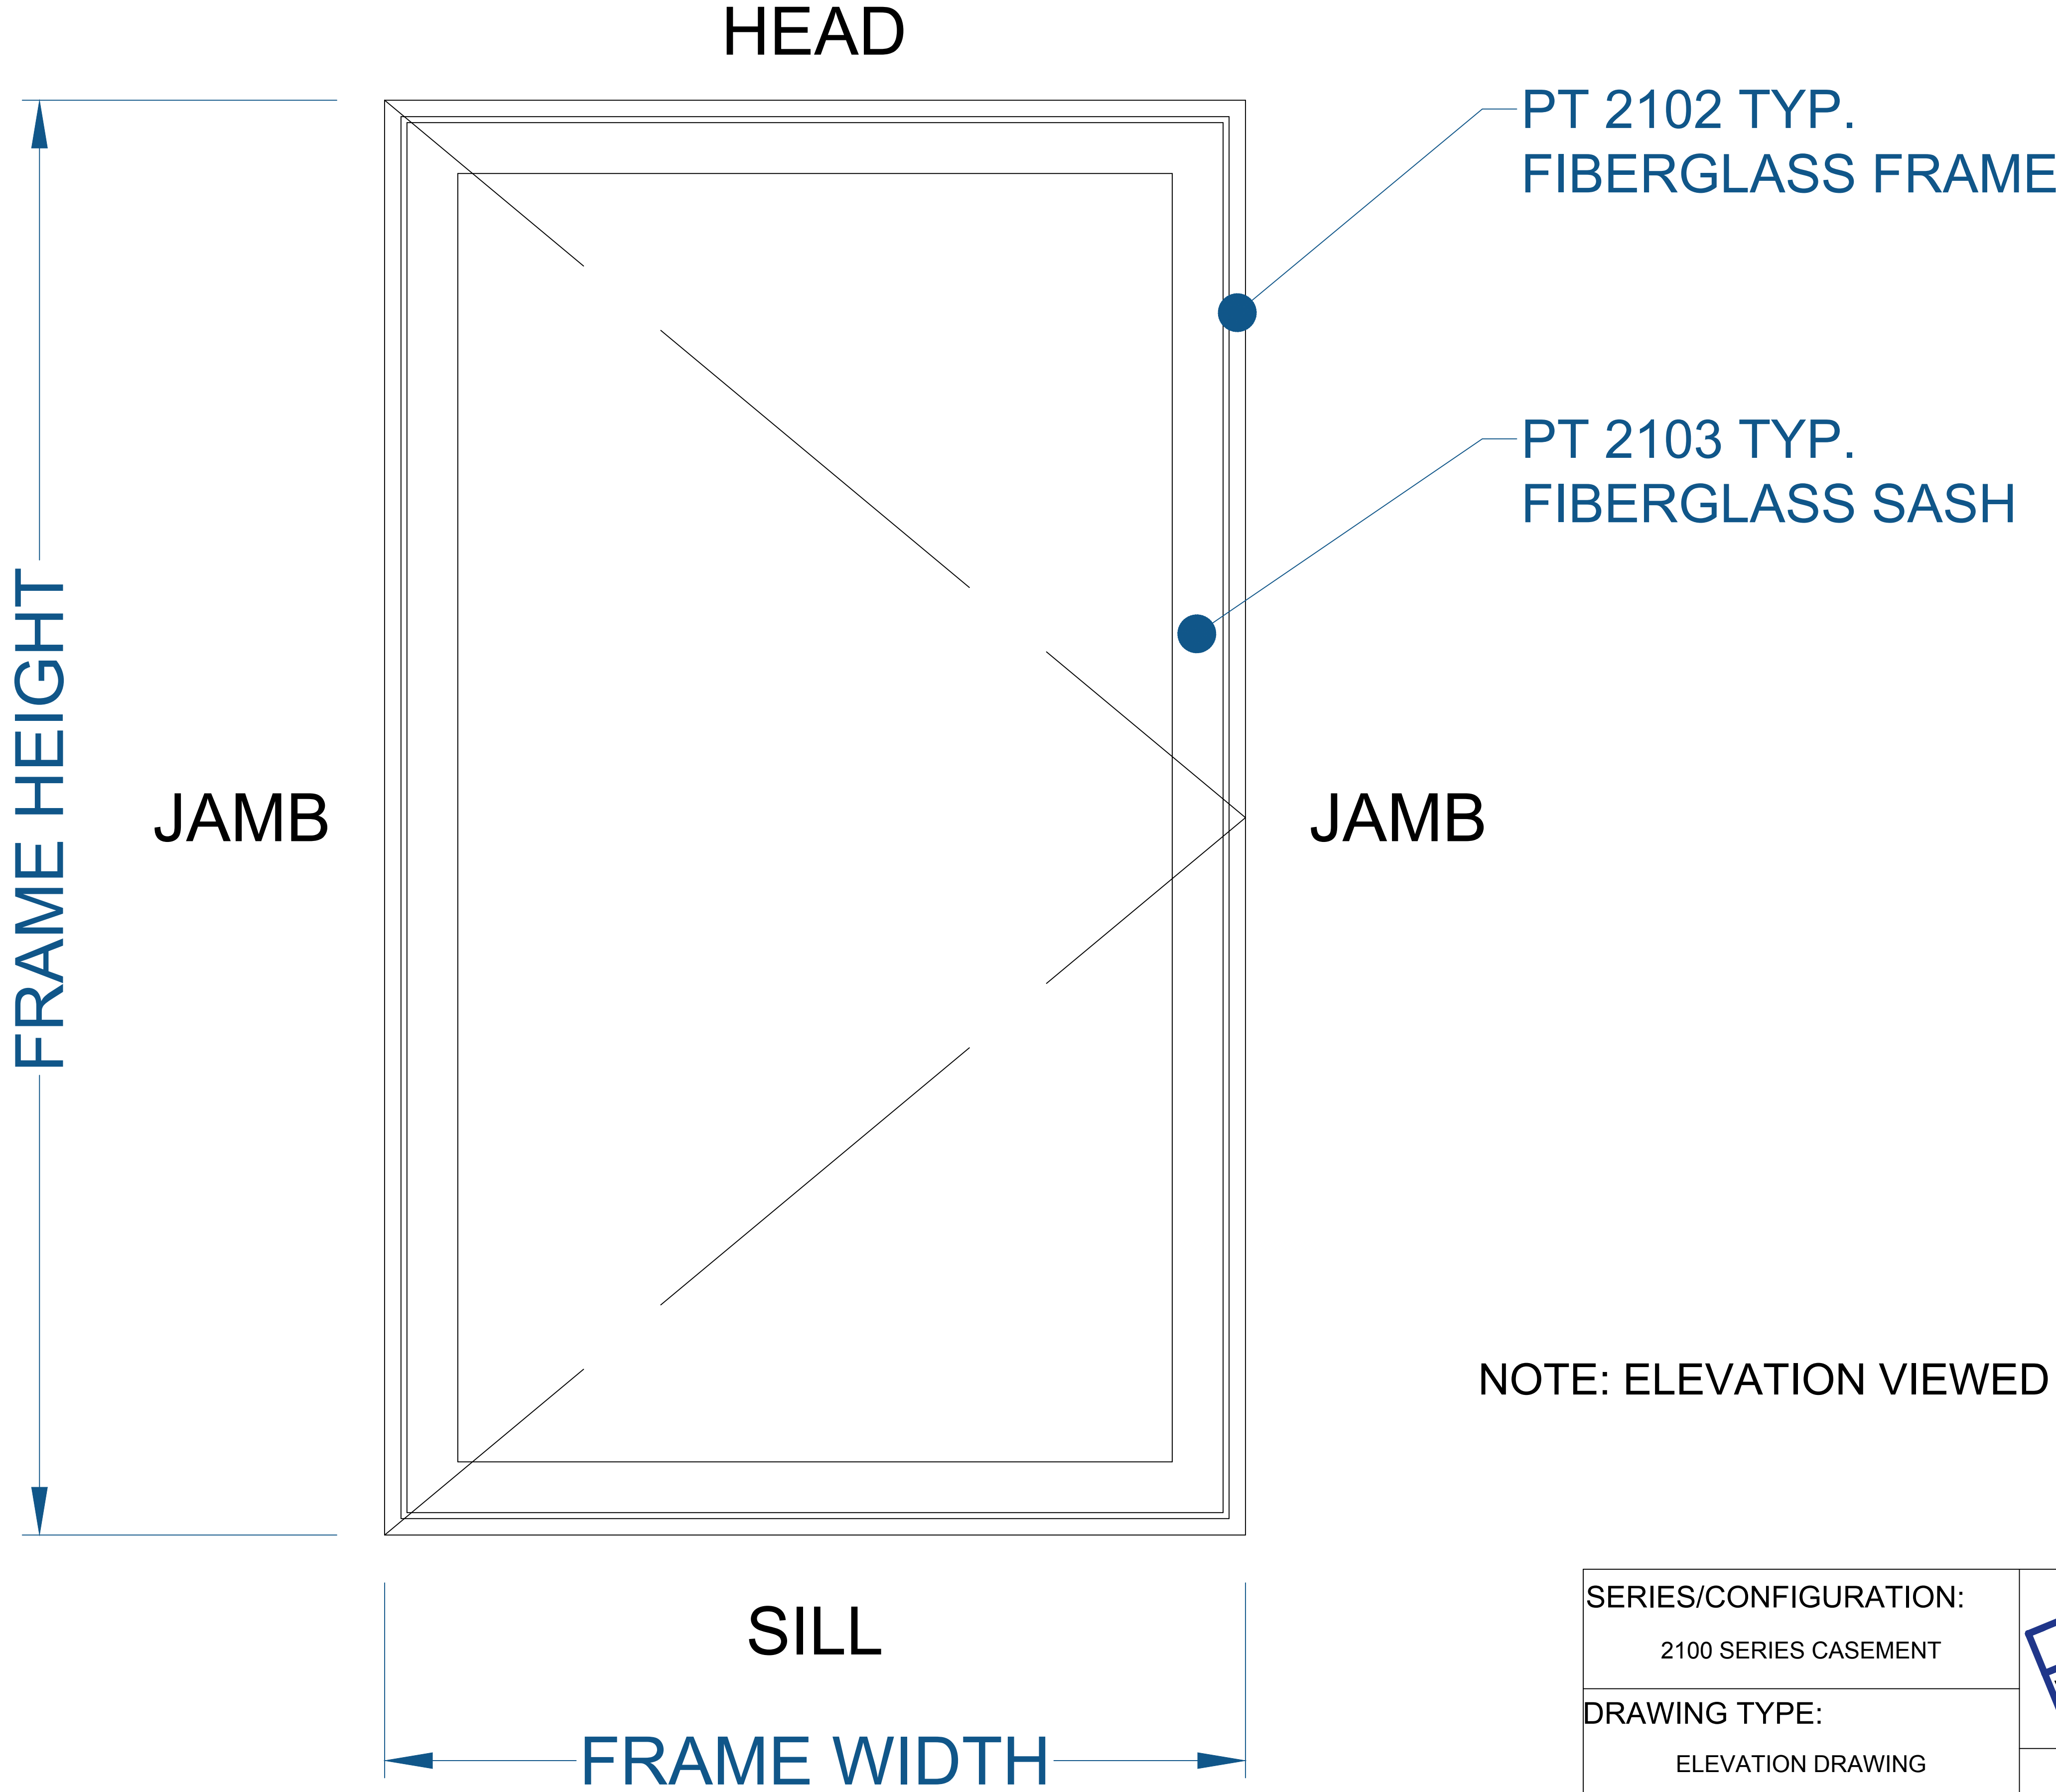 HEAD
PT 2102 TYP.
FIBERGLASS FRAME
PT 2103 TYP.
FIBERGLASS SASH
FRAME HEIGHT
JAMB
JAMB
NOTE: ELEVATION VIEWED
SERIES/CONFIGURATION:
2100 SERIES CASEMENT
SILL
DRAWING TYPE:
FRAME WIDTH
ELEVATION DRAWING